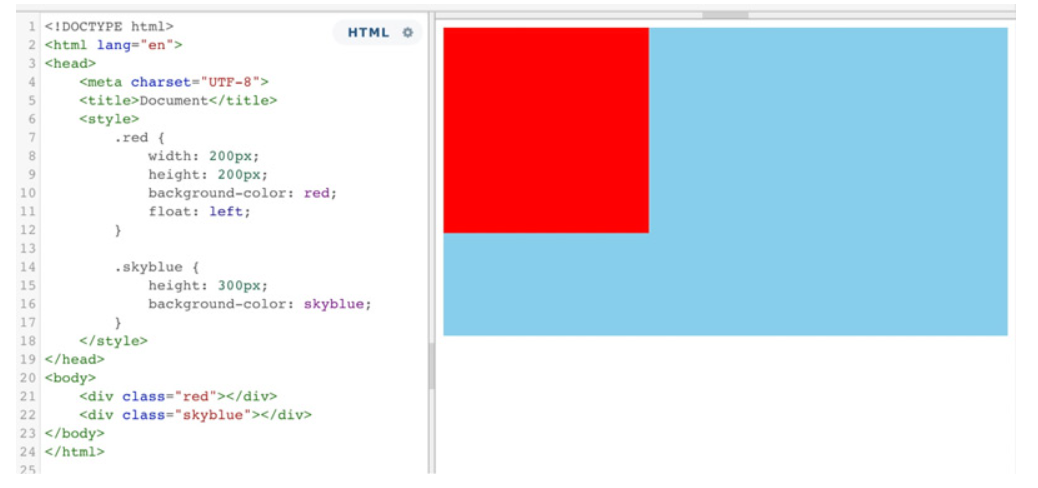 HTML
1 <!DOCTYPE html>
2 <html lang="en">
3 <head>
4     <meta charset="UTF-8">
5     <title>Document</title>
6     <style>
7         .red {
8             width: 200px;
9             height: 200px;
10             background-color: red;
11             float: left;
12         }
13
14         .skyblue {
15             height: 300px;
16             background-color: skyblue;
17         }
18     </style>
19 </head>
20 <body>
21     <div class="red"></div>
22     <div class="skyblue"></div>
23 </body>
24 </html>
25